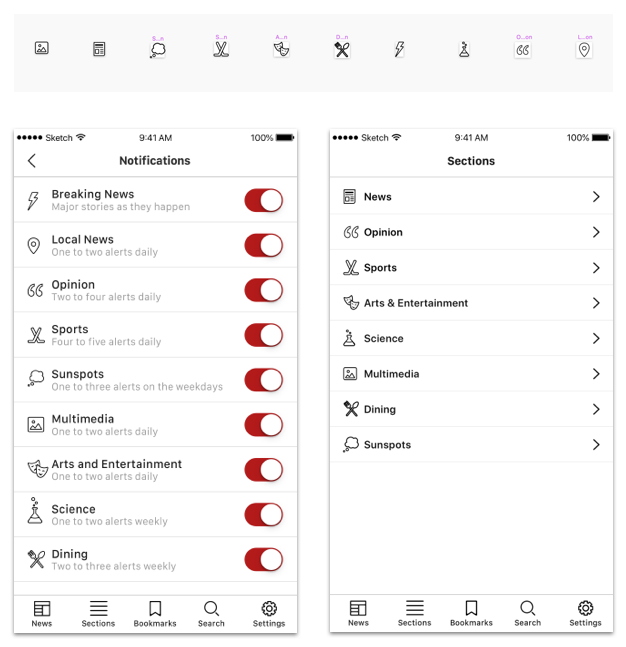 S...n
S...n
A...n
D...n
O...on
L...on
Sketch
9:41 AM
100%
Notifications
Breaking News
Major stories as they happen
Local News
One to two alerts daily
Opinion
Two to four alerts daily
Sports
Four to five alerts daily
Sunspots
One to three alerts on the weekdays
Multimedia
One to two alerts daily
Arts and Entertainment
One to two alerts daily
Science
One to two alerts weekly
Dining
Two to three alerts weekly
News
Sections
Bookmarks
Search
Settings
Sketch
9:41 AM
100%
Sections
News
Opinion
Sports
Arts & Entertainment
Science
Multimedia
Dining
Sunspots
News
Sections
Bookmarks
Search
Settings